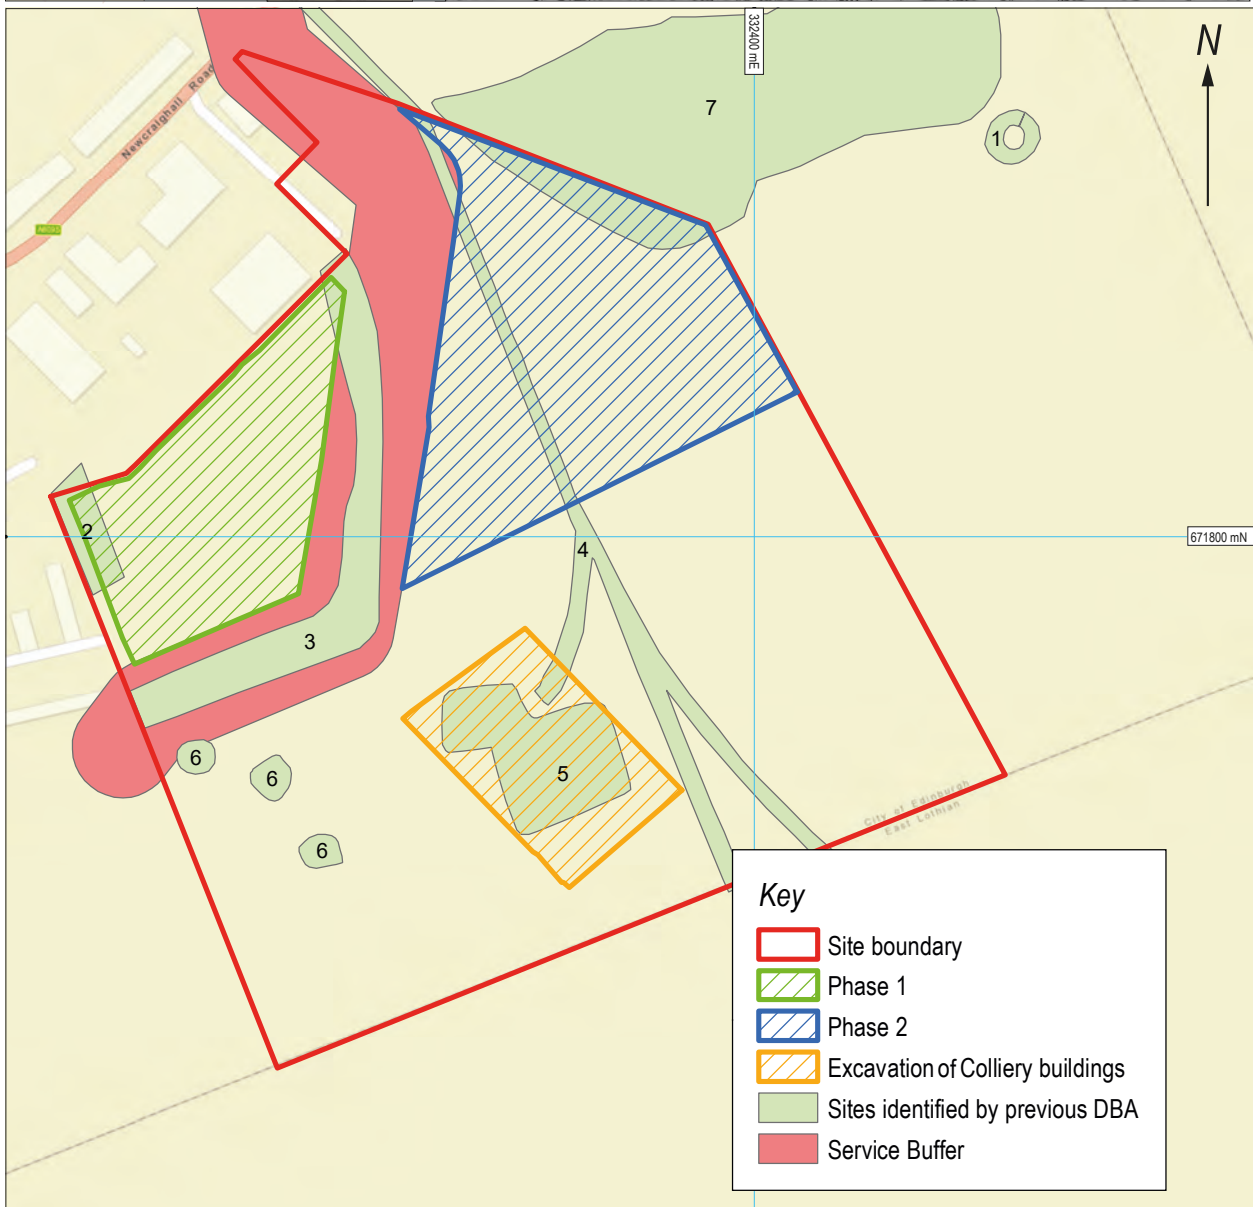 332400 mE
N
Newcraighall Road
7
1
2
671800 mN
4
3
6
6
5
6
City of Edinburgh
East Lothian
Key
Site boundary
Phase 1
Phase 2
Excavation of Colliery buildings
Sites identified by previous DBA
Service Buffer